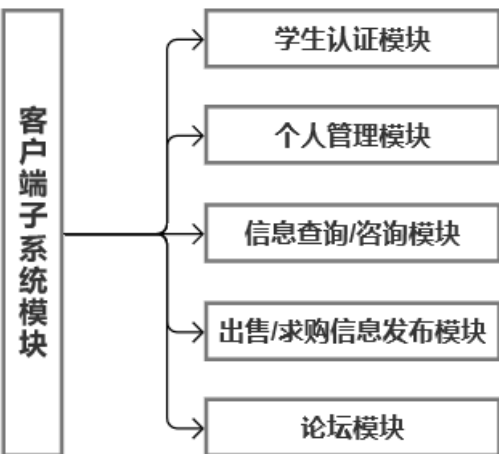 客户端子系统模块
学生认证模块
个人管理模块
信息查询/咨询模块
出售/求购信息发布模块
论坛模块